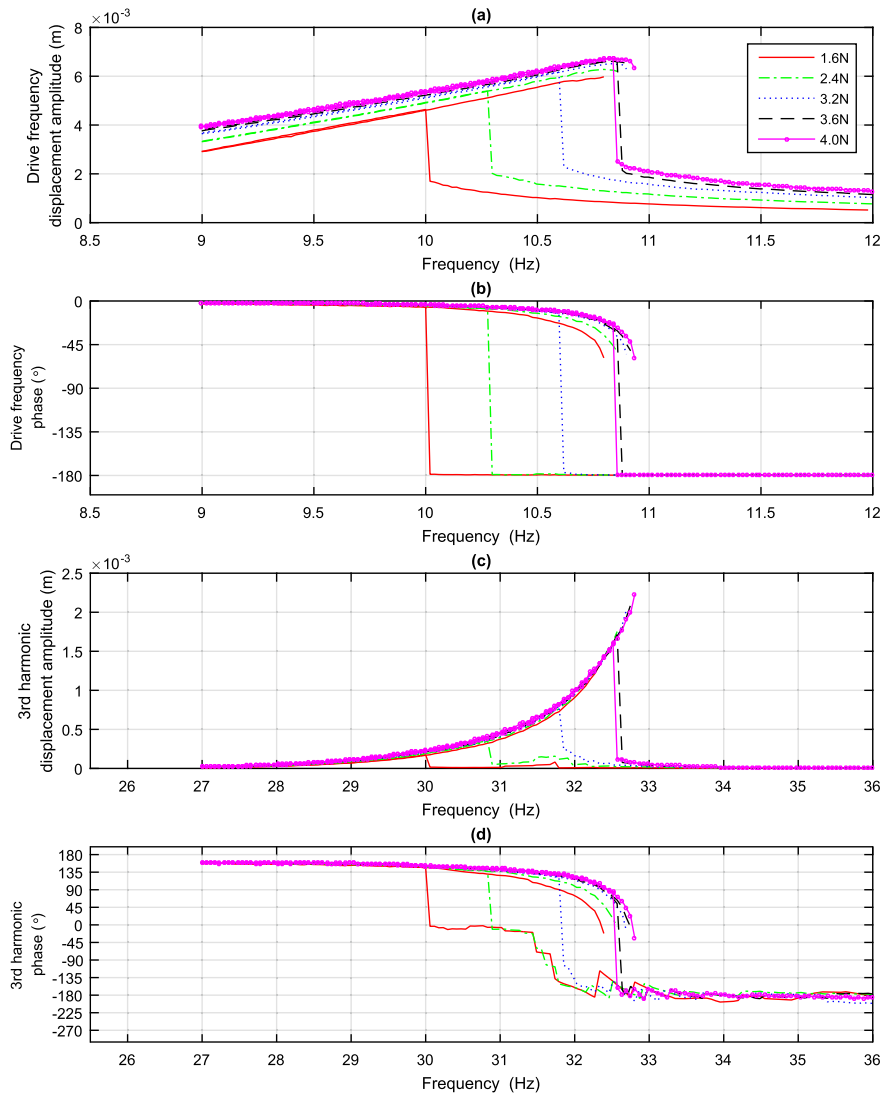 (a)
×10⁻³
8
6
4
2
0
8.5 9 9.5 10 10.5 11 11.5 12
Frequency (Hz)
Drive frequency
displacement amplitude (m)
1.6N
2.4N
3.2N
3.6N
4.0N
(b)
0
-45
-90
-135
-180
8.5 9 9.5 10 10.5 11 11.5 12
Frequency (Hz)
Drive frequency
phase (°)
(c)
×10⁻³
2.5
2
1.5
1
0.5
0
26 27 28 29 30 31 32 33 34 35 36
Frequency (Hz)
3rd harmonic
displacement amplitude (m)
(d)
180
135
90
45
0
-45
-90
-135
-180
-225
-270
26 27 28 29 30 31 32 33 34 35 36
Frequency (Hz)
3rd harmonic
phase (°)